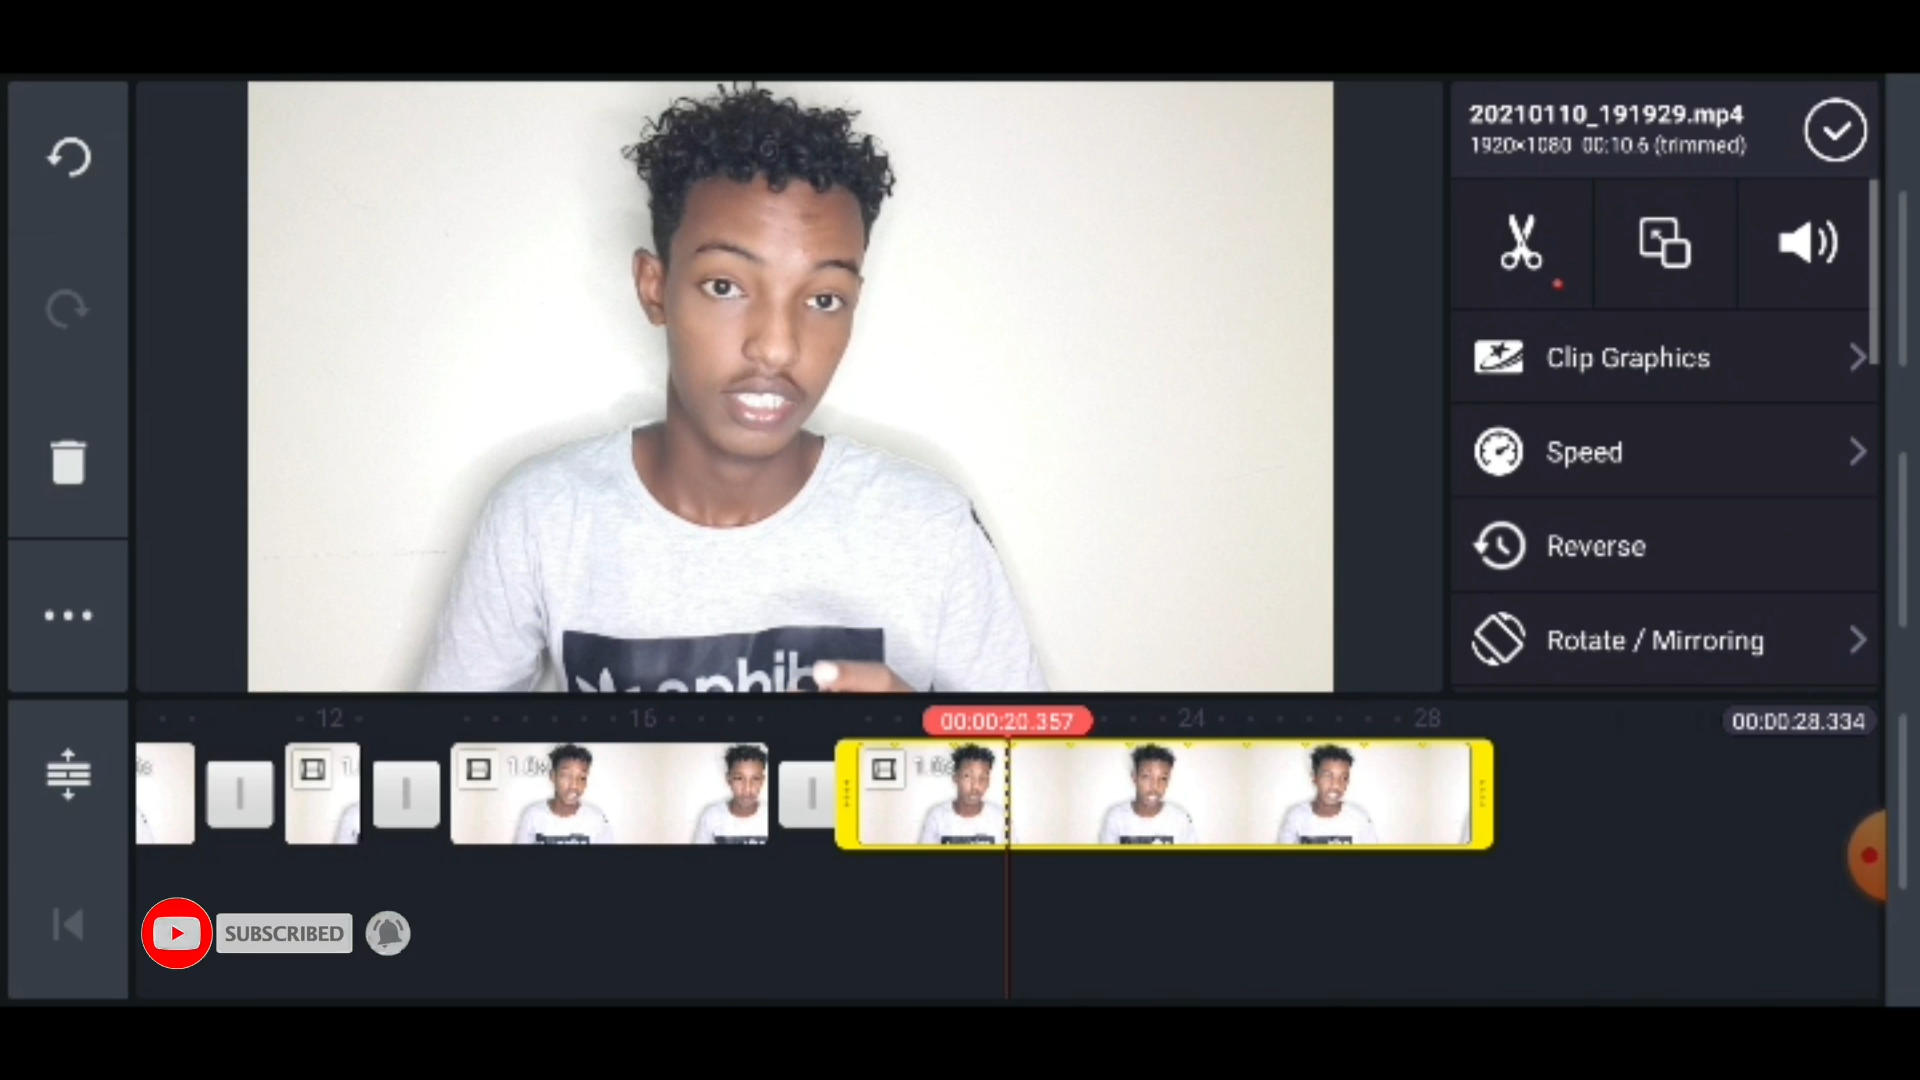 20210110_191929.mp4
1920×1080 00:10.6 (trimmed)
Clip Graphics
Speed
Reverse
Rotate / Mirroring
12
16
00:00:20.357
24
28
00:00:28.334
SUBSCRIBED